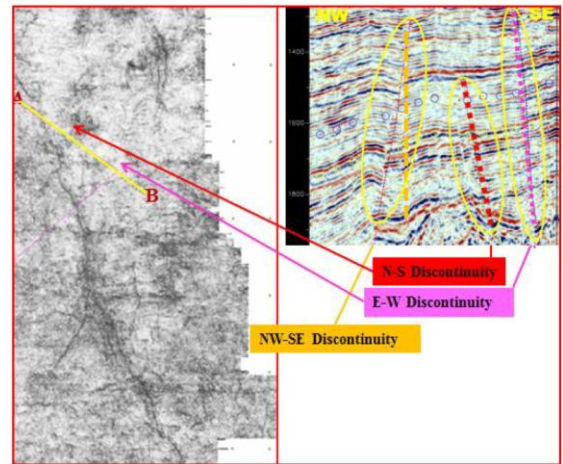 A
B
NW
SE
1400
1600
1800
N-S Discontinuity
E-W Discontinuity
NW-SE Discontinuity